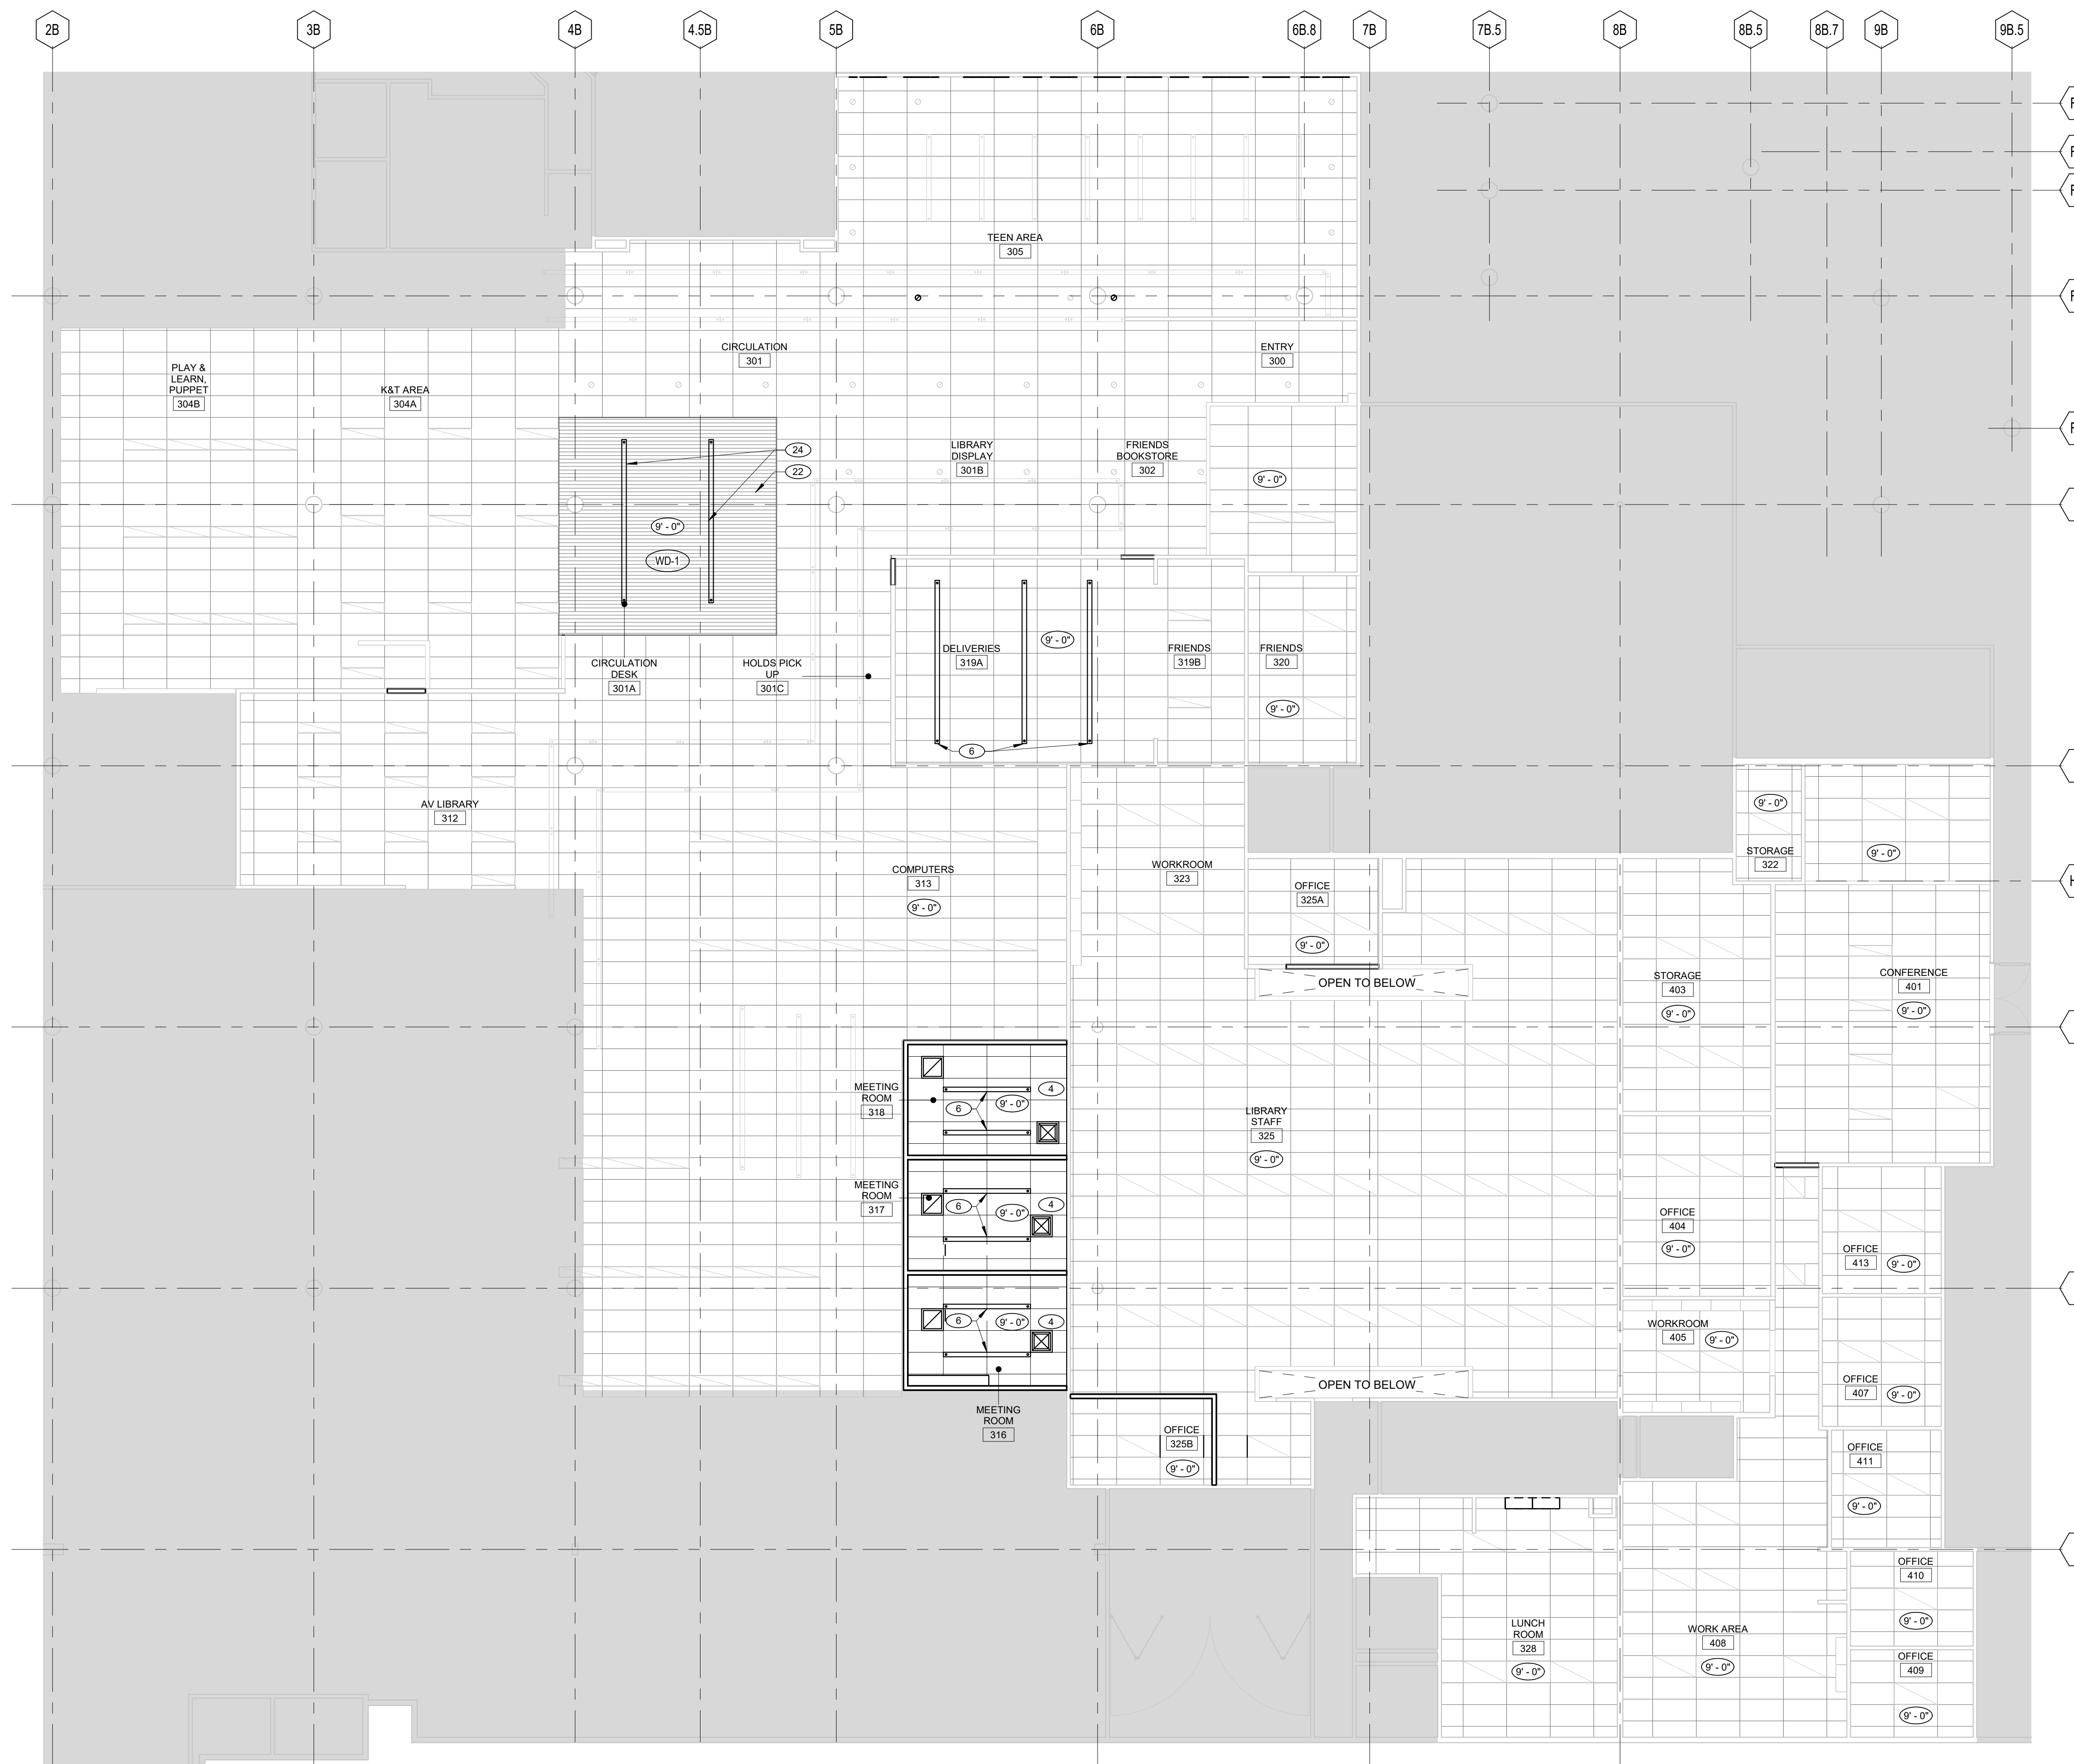 2B
3B
4B
4.5B
5B
6B
6B.8
7B
7B.5
8B
8B.5
8B.7
9B
9B.5
TEEN AREA
305
CIRCULATION
301
ENTRY
300
PLAY &
LEARN,
PUPPET
304B
K&T AREA
304A
24
22
LIBRARY
DISPLAY
301B
FRIENDS
BOOKSTORE
302
9' - 0"
9' - 0"
WD-1
CIRCULATION
DESK
301A
HOLDS PICK
UP
301C
DELIVERIES
319A
9' - 0"
FRIENDS
319B
FRIENDS
320
9' - 0"
6
AV LIBRARY
312
COMPUTERS
313
9' - 0"
WORKROOM
323
OFFICE
325A
9' - 0"
9' - 0"
STORAGE
322
9' - 0"
H
OPEN TO BELOW
STORAGE
403
9' - 0"
CONFERENCE
401
9' - 0"
MEETING
ROOM
318
4
6
9' - 0"
LIBRARY
STAFF
325
9' - 0"
MEETING
ROOM
317
4
6
9' - 0"
OFFICE
404
9' - 0"
OFFICE
413
9' - 0"
6
9' - 0"
4
WORKROOM
405
9' - 0"
MEETING
ROOM
316
OPEN TO BELOW
OFFICE
407
9' - 0"
OFFICE
325B
9' - 0"
OFFICE
411
9' - 0"
LUNCH
ROOM
328
9' - 0"
WORK AREA
408
9' - 0"
OFFICE
410
9' - 0"
OFFICE
409
9' - 0"